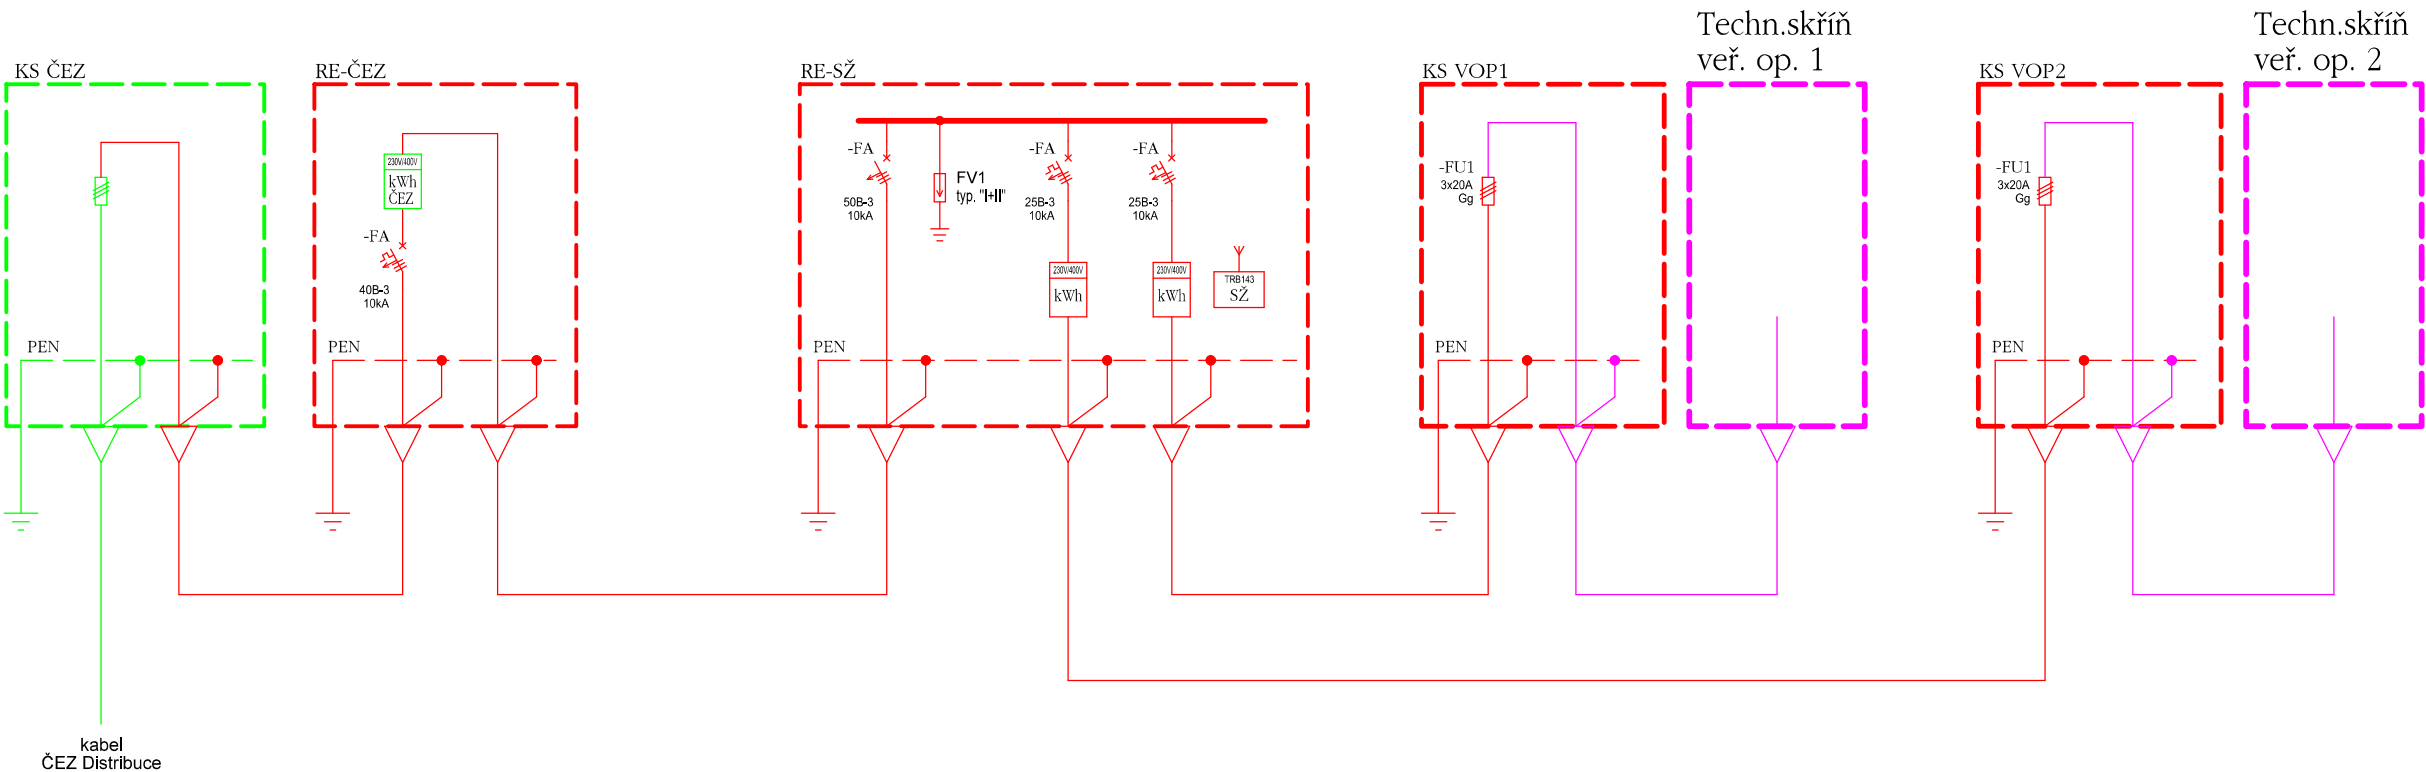 KS ČEZ
PEN
kabel
ČEZ Distribuce
RE-ČEZ
230V/400V
kWh
ČEZ
-FA
40B-3
10kA
PEN
RE-SŽ
-FA
50B-3
10kA
FV1
typ. "I+II"
-FA
25B-3
10kA
230V/400V
kWh
-FA
25B-3
10kA
230V/400V
kWh
TRB143
SŽ
PEN
KS VOP1
-FU1
3x20A
Gg
PEN
Techn.skříň
veř. op. 1
KS VOP2
-FU1
3x20A
Gg
PEN
Techn.skříň
veř. op. 2